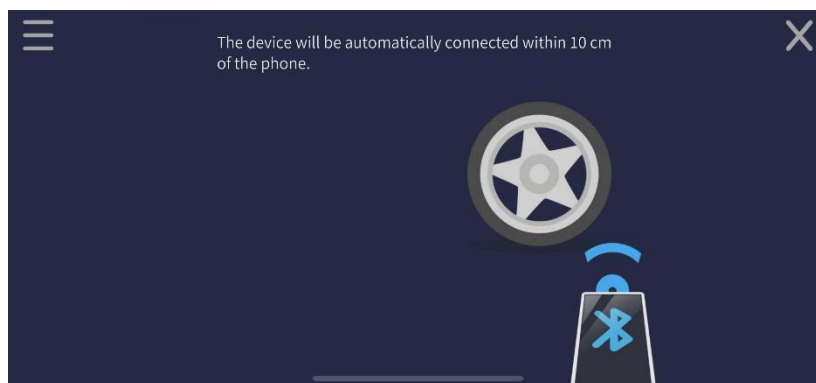 The device will be automatically connected within 10 cm
of the phone.